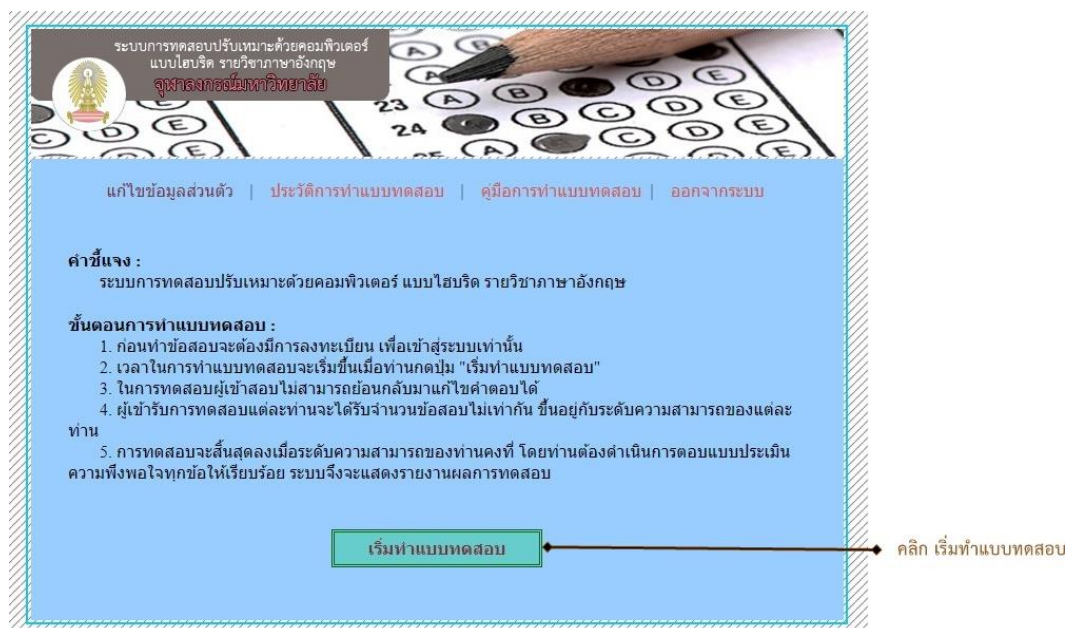 ระบบการทดสอบปรับเหมาะด้วยคอมพิวเตอร์
แบบไฮบริด รายวิชาภาษาอังกฤษ
จุฬาลงกรณ์มหาวิทยาลัย
A B
A B C D E
23 A B C D E
24 B C D E
25 A C D E
C D E
D E
แก้ไขข้อมูลส่วนตัว | ประวัติการทำแบบทดสอบ | คู่มือการทำแบบทดสอบ | ออกจากระบบ
คำชี้แจง :
ระบบการทดสอบปรับเหมาะด้วยคอมพิวเตอร์ แบบไฮบริด รายวิชาภาษาอังกฤษ
ขั้นตอนการทำแบบทดสอบ :
1. ก่อนทำข้อสอบจะต้องมีการลงทะเบียน เพื่อเข้าสู่ระบบเท่านั้น
2. เวลาในการทำแบบทดสอบจะเริ่มขึ้นเมื่อท่านกดปุ่ม "เริ่มทำแบบทดสอบ"
3. ในการทดสอบผู้เข้าสอบไม่สามารถย้อนกลับมาแก้ไขคำตอบได้
4. ผู้เข้ารับการทดสอบแต่ละท่านจะได้รับจำนวนข้อสอบไม่เท่ากัน ขึ้นอยู่กับระดับความสามารถของแต่ละ
ท่าน
5. การทดสอบจะสิ้นสุดลงเมื่อระดับความสามารถของท่านคงที่ โดยท่านต้องดำเนินการตอบแบบประเมิน
ความพึงพอใจทุกข้อให้เรียบร้อย ระบบจึงจะแสดงรายงานผลการทดสอบ
เริ่มทำแบบทดสอบ
คลิก เริ่มทำแบบทดสอบ